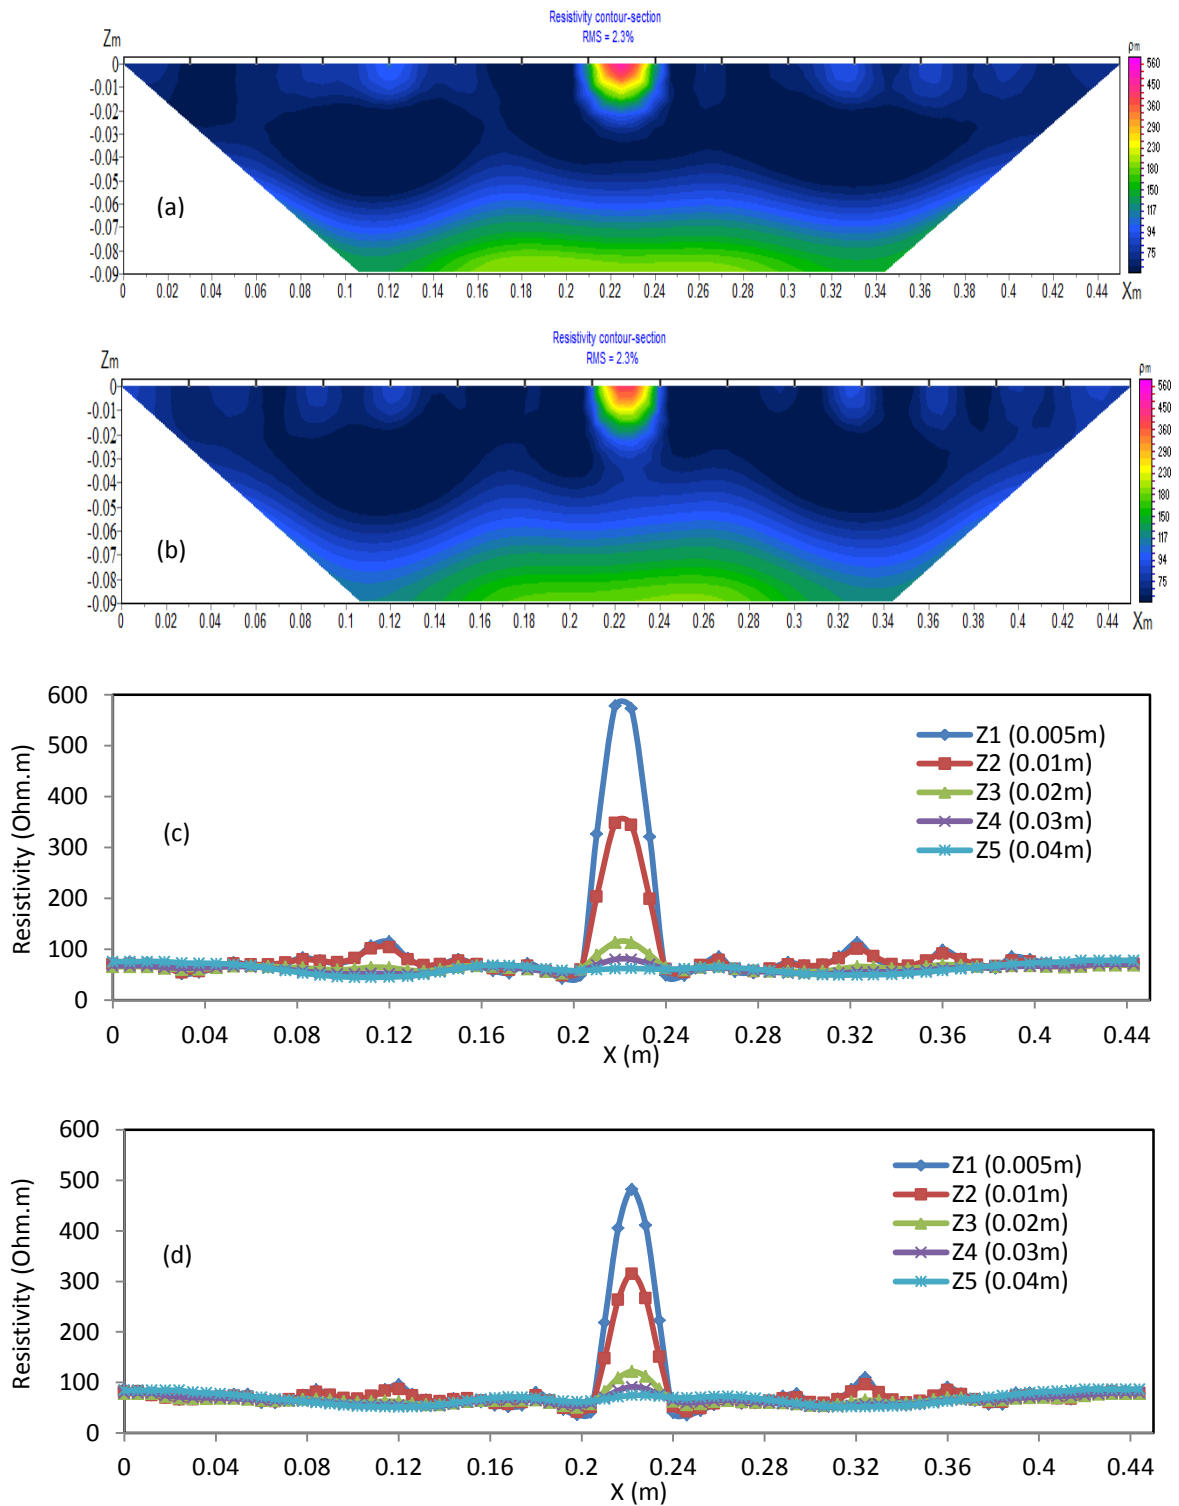 Resistivity contour-section
RMS = 2.3%
Zm
ρm
0
-0.01
-0.03
-0.04
-0.05
-0.06
-0.07
-0.08
-0.09
(a)
560
450
360
290
230
180
150
117
94
75
0 0.02 0.04 0.06 0.08 0.1 0.12 0.14 0.16 0.18 0.2 0.22 0.24 0.26 0.28 0.3 0.32 0.34 0.36 0.38 0.4 0.42 0.44 Xm
Resistivity contour-section
RMS = 2.3%
Zm
ρm
0
-0.01
-0.02
-0.03
-0.04
-0.05
-0.06
-0.07
-0.08
-0.09
(b)
560
450
360
290
230
180
150
117
94
75
0 0.02 0.04 0.06 0.08 0.1 0.12 0.14 0.16 0.18 0.2 0.22 0.24 0.26 0.28 0.3 0.32 0.34 0.36 0.38 0.4 0.42 0.44 Xm
Resistivity (Ohm.m)
600
500
400
300
200
100
0
(c)
Z1 (0.005m)
Z2 (0.01m)
Z3 (0.02m)
Z4 (0.03m)
Z5 (0.04m)
0 0.04 0.08 0.12 0.16 0.2 0.24 0.28 0.32 0.36 0.4 0.44
X (m)
Resistivity (Ohm.m)
600
500
400
300
200
100
0
(d)
Z1 (0.005m)
Z2 (0.01m)
Z3 (0.02m)
Z4 (0.03m)
Z5 (0.04m)
0 0.04 0.08 0.12 0.16 0.2 0.24 0.28 0.32 0.36 0.4 0.44
X (m)